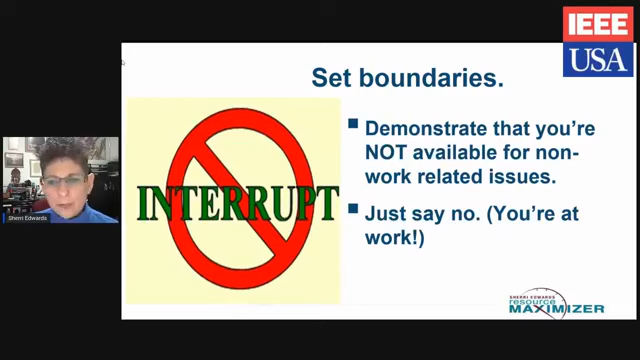 IEEE
USA
Set boundaries.
Demonstrate that you're
NOT available for non-
work related issues.
Just say no. (You're at
work!)
INTERRUPT
Sherri Edwards
SHERRI EDWARDS
resource
MAXIMIZER